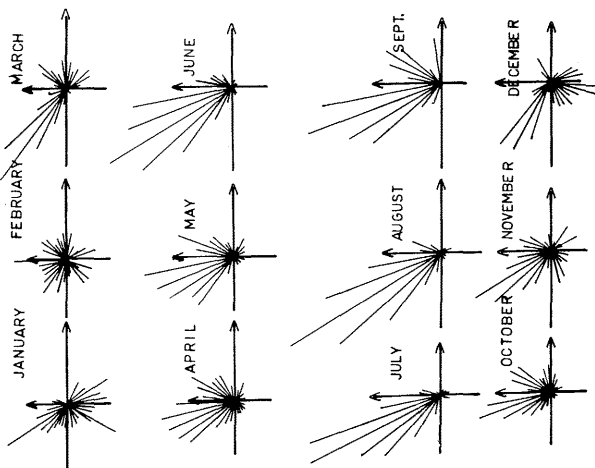 JANUARY
FEBRUARY
MARCH
APRIL
MAY
JUNE
JULY
AUGUST
SEPT.
OCTOBER
NOVEMBER
DECEMBER